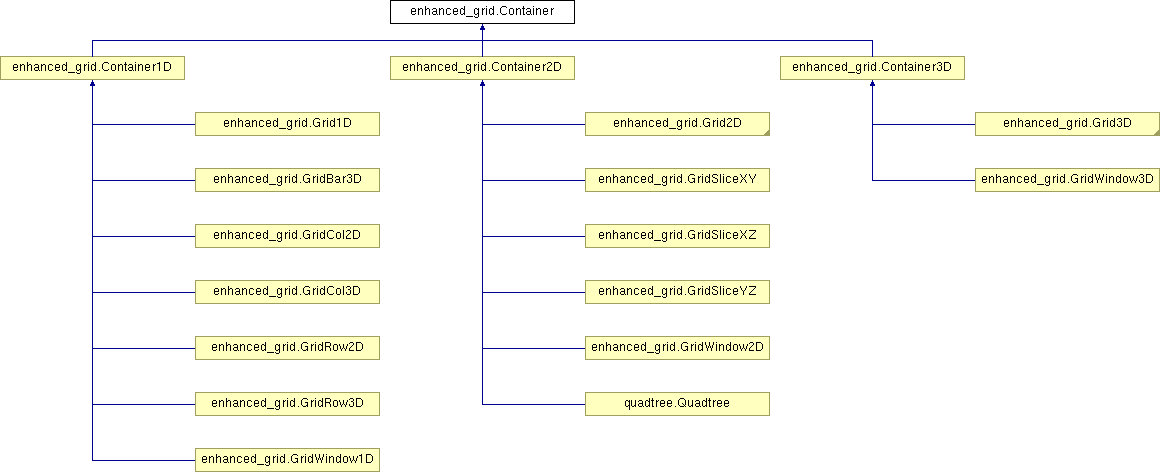 enhanced_grid.Container
enhanced_grid.Container1D
enhanced_grid.Container2D
enhanced_grid.Container3D
enhanced_grid.Grid1D
enhanced_grid.Grid2D
enhanced_grid.Grid3D
enhanced_grid.GridBar3D
enhanced_grid.GridSliceXY
enhanced_grid.GridWindow3D
enhanced_grid.GridCol2D
enhanced_grid.GridSliceXZ
enhanced_grid.GridCol3D
enhanced_grid.GridSliceYZ
enhanced_grid.GridRow2D
enhanced_grid.GridWindow2D
enhanced_grid.GridRow3D
quadtree.Quadtree
enhanced_grid.GridWindow1D